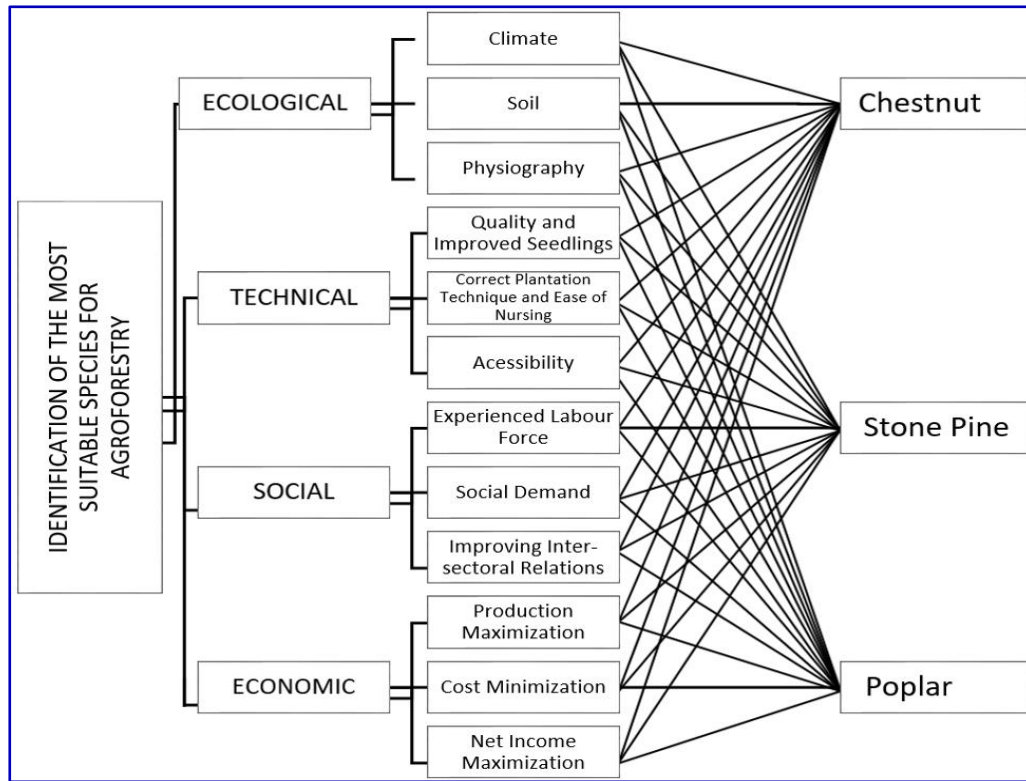 IDENTIFICATION OF THE MOST
SUITABLE SPECIES FOR
AGROFORESTRY
ECOLOGICAL
Climate
Soil
Physiography
TECHNICAL
Quality and
Improved Seedlings
Correct Plantation
Technique and Ease of
Nursing
Acessibility
SOCIAL
Experienced Labour
Force
Social Demand
Improving Inter-
sectoral Relations
ECONOMIC
Production
Maximization
Cost Minimization
Net Income
Maximization
Chestnut
Stone Pine
Poplar